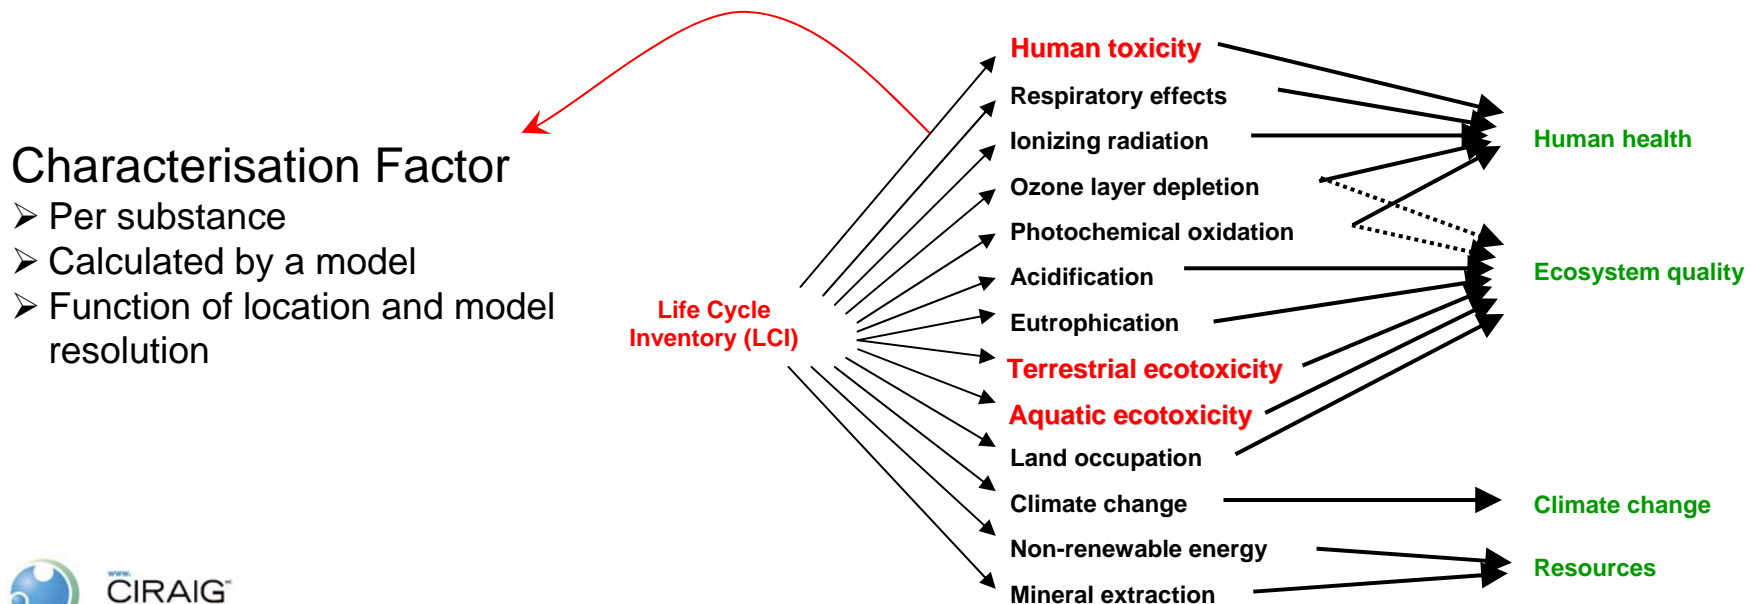 Characterisation Factor
➢ Per substance
➢ Calculated by a model
➢ Function of location and model
resolution
Life Cycle
Inventory (LCI)
Human toxicity
Respiratory effects
Ionizing radiation
Ozone layer depletion
Photochemical oxidation
Acidification
Eutrophication
Terrestrial ecotoxicity
Aquatic ecotoxicity
Land occupation
Climate change
Non-renewable energy
Mineral extraction
Human health
Ecosystem quality
Climate change
Resources
www.
CIRAIG